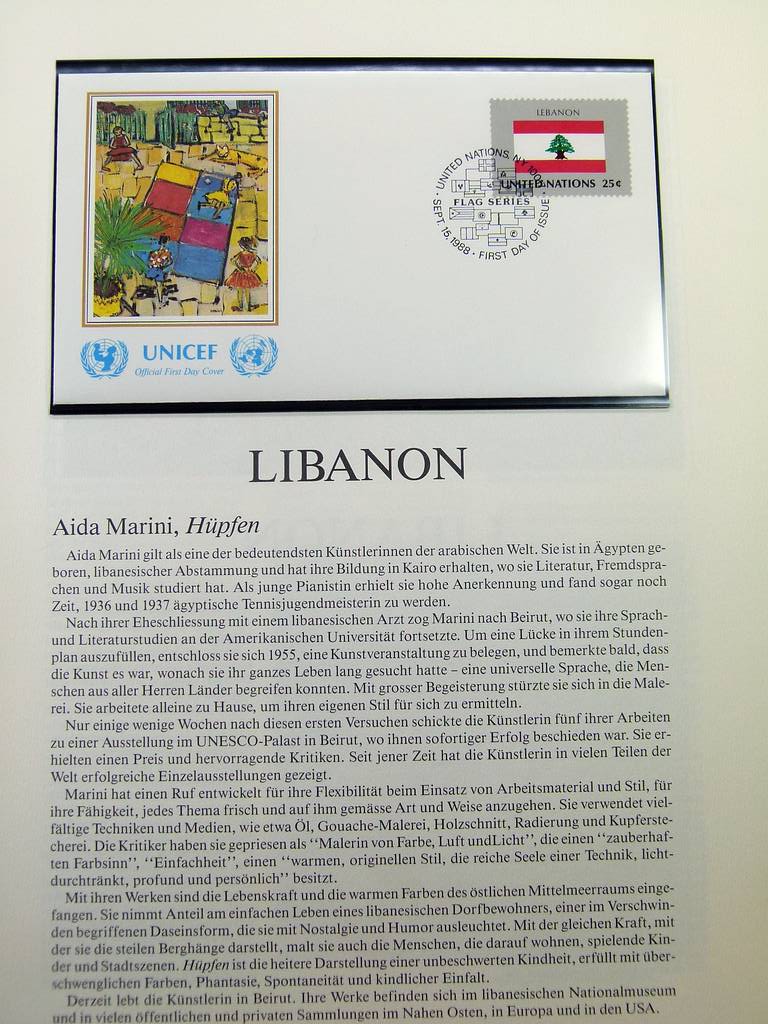 LEBANON
UNITED NATIONS 25¢
UNITED NATIONS, NY 100
FLAG SERIES
SEPT. 15, 1988 · FIRST DAY OF ISSUE
UNICEF
Official First Day Cover
LIBANON
Aida Marini, Hüpfen
Aida Marini gilt als eine der bedeutendsten Künstlerinnen der arabischen Welt. Sie ist in Ägypten ge-
boren, libanesischer Abstammung und hat ihre Bildung in Kairo erhalten, wo sie Literatur, Fremdspra-
chen und Musik studiert hat. Als junge Pianistin erhielt sie hohe Anerkennung und fand sogar noch
Zeit, 1936 und 1937 ägyptische Tennisjugendmeisterin zu werden.
Nach ihrer Eheschliessung mit einem libanesischen Arzt zog Marini nach Beirut, wo sie ihre Sprach-
und Literaturstudien an der Amerikanischen Universität fortsetzte. Um eine Lücke in ihrem Stunden-
plan auszufüllen, entschloss sie sich 1955, eine Kunstveranstaltung zu belegen, und bemerkte bald, dass
die Kunst es war, wonach sie ihr ganzes Leben lang gesucht hatte – eine universelle Sprache, die Men-
schen aus aller Herren Länder begreifen konnten. Mit grosser Begeisterung stürzte sie sich in die Male-
rei. Sie arbeitete alleine zu Hause, um ihren eigenen Stil für sich zu ermitteln.
Nur einige wenige Wochen nach diesen ersten Versuchen schickte die Künstlerin fünf ihrer Arbeiten
zu einer Ausstellung im UNESCO-Palast in Beirut, wo ihnen sofortiger Erfolg beschieden war. Sie er-
hielten einen Preis und hervorragende Kritiken. Seit jener Zeit hat die Künstlerin in vielen Teilen der
Welt erfolgreiche Einzelausstellungen gezeigt.
Marini hat einen Ruf entwickelt für ihre Flexibilität beim Einsatz von Arbeitsmaterial und Stil, für
ihre Fähigkeit, jedes Thema frisch und auf ihm gemässe Art und Weise anzugehen. Sie verwendet viel-
fältige Techniken und Medien, wie etwa Öl, Gouache-Malerei, Holzschnitt, Radierung und Kupferste-
cherei. Die Kritiker haben sie gepriesen als “Malerin von Farbe, Luft undLicht”, die einen “zauberhaf-
ten Farbsinn”, “Einfachheit”, einen “warmen, originellen Stil, die reiche Seele einer Technik, licht-
durchtränkt, profund und persönlich” besitzt.
Mit ihren Werken sind die Lebenskraft und die warmen Farben des östlichen Mittelmeerraums einge-
fangen. Sie nimmt Anteil am einfachen Leben eines libanesischen Dorfbewohners, einer im Verschwin-
den begriffenen Daseinsform, die sie mit Nostalgie und Humor ausleuchtet. Mit der gleichen Kraft, mit
der sie die steilen Berghänge darstellt, malt sie auch die Menschen, die darauf wohnen, spielende Kin-
der und Stadtszenen. Hüpfen ist die heitere Darstellung einer unbeschwerten Kindheit, erfüllt mit über-
schwenglichen Farben, Phantasie, Spontaneität und kindlicher Einfalt.
Derzeit lebt die Künstlerin in Beirut. Ihre Werke befinden sich im libanesischen Nationalmuseum
und in vielen öffentlichen und privaten Sammlungen im Nahen Osten, in Europa und in den USA.